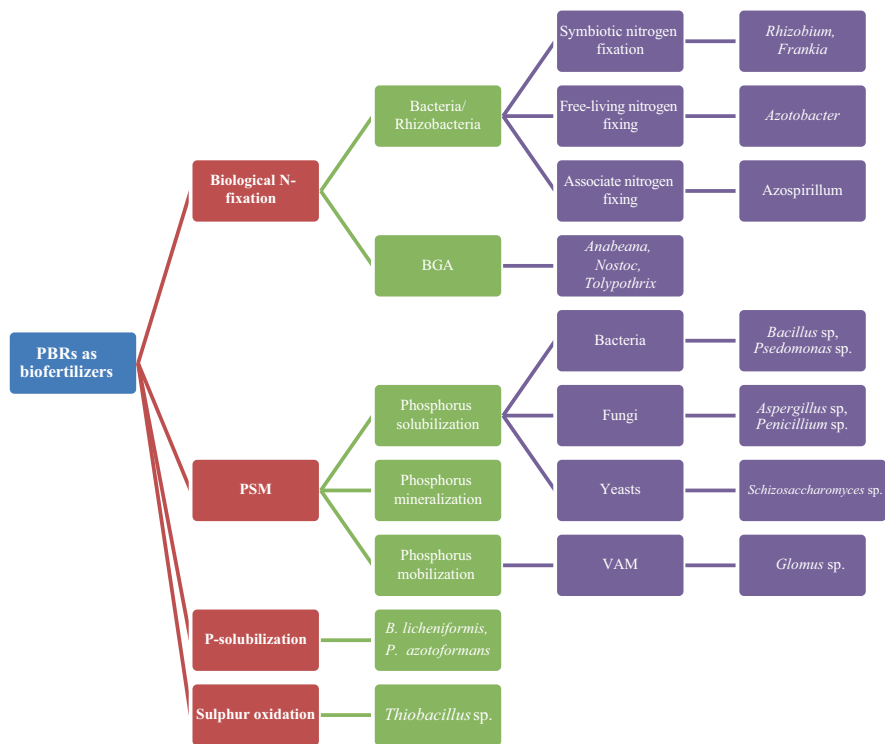 PBRs as
biofertilizers
Biological N-
fixation
Bacteria/
Rhizobacteria
Symbiotic nitrogen
fixation
Rhizobium,
Frankia
Free-living nitrogen
fixing
Azotobacter
Associate nitrogen
fixing
Azospirillum
BGA
Anabeana,
Nostoc,
Tolypothrix
PSM
Phosphorus
solubilization
Bacteria
Bacillus sp,
Psedomonas sp.
Fungi
Aspergillus sp,
Penicillium sp.
Yeasts
Schizosaccharomyces sp.
Phosphorus
mineralization
Phosphorus
mobilization
VAM
Glomus sp.
P-solubilization
B. licheniformis,
P. azotoformans
Sulphur oxidation
Thiobacillus sp.